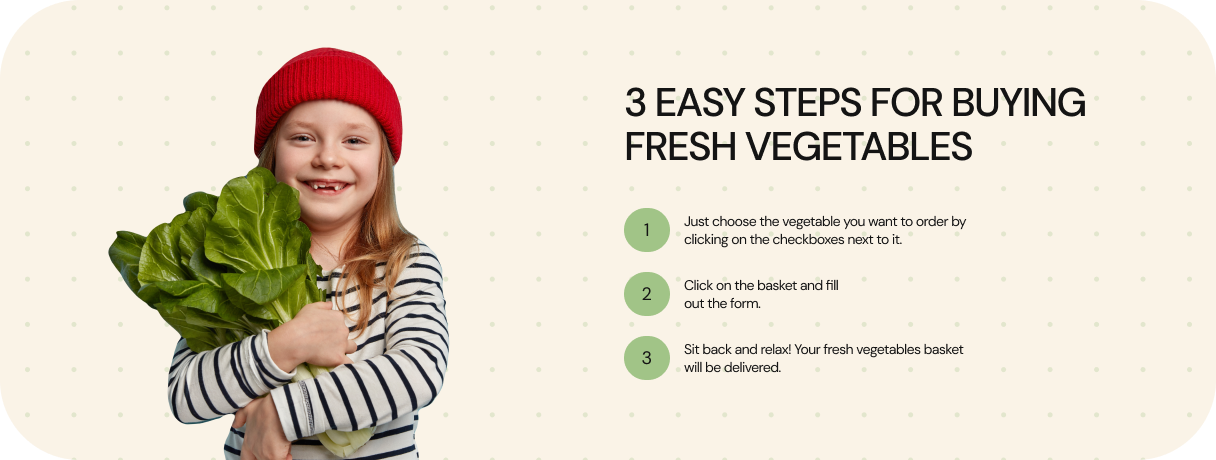 3 EASY STEPS FOR BUYING
FRESH VEGETABLES
1
Just choose the vegetable you want to order by
clicking on the checkboxes next to it.
2
Click on the basket and fill
out the form.
3
Sit back and relax! Your fresh vegetables basket
will be delivered.